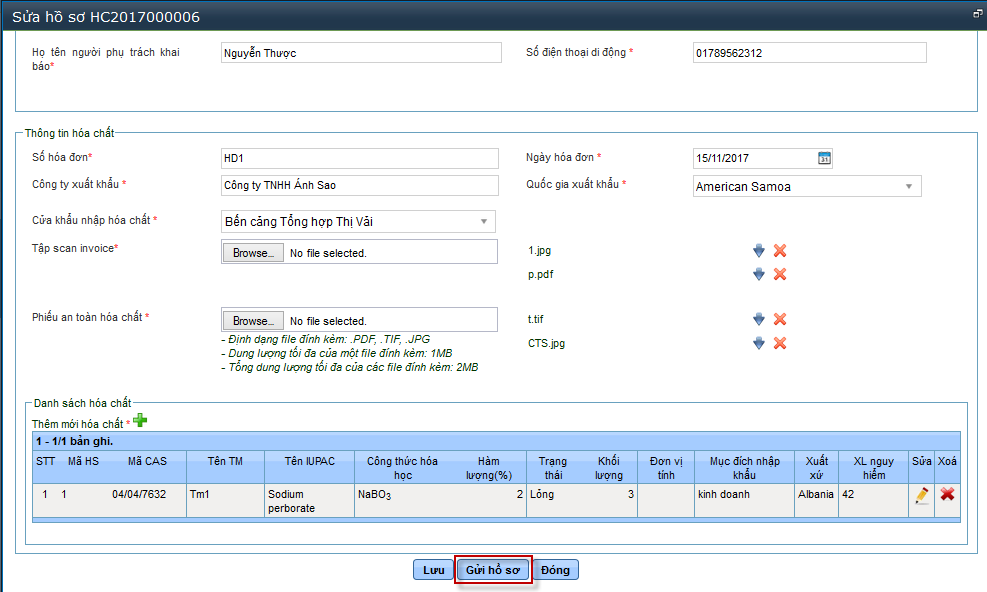 Sửa hồ sơ HC2017000006
Họ tên người phụ trách khai báo*
Nguyễn Thược
Số điện thoại di động *
01789562312
Thông tin hóa chất
Số hóa đơn*
HD1
Ngày hóa đơn *
15/11/2017
31
Công ty xuất khẩu *
Công ty TNHH Ánh Sao
Quốc gia xuất khẩu *
American Samoa
Cửa khẩu nhập hóa chất *
Bến cảng Tổng hợp Thị Vải
Tập scan invoice*
Browse... No file selected.
1.jpg
p.pdf
Phiếu an toàn hóa chất *
Browse... No file selected.
t.tif
- Định dạng file đính kèm: .PDF, .TIF, .JPG
CTS.jpg
- Dung lượng tối đa của một file đính kèm: 1MB
- Tổng dung lượng tối đa của các file đính kèm: 2MB
Danh sách hóa chất
Thêm mới hóa chất *
1 - 1/1 bản ghi.
STT Mã HS Mã CAS Tên TM Tên IUPAC Công thức hóa học Hàm lượng(%) Trạng thái Khối lượng Đơn vị tính Mục đích nhập khẩu Xuất xứ XL nguy hiểm Sửa Xoá
1 1 04/04/7632 Tm1 Sodium perborate NaBO₃ 2 Lỏng 3 kinh doanh Albania 42
Lưu Gửi hồ sơ Đóng